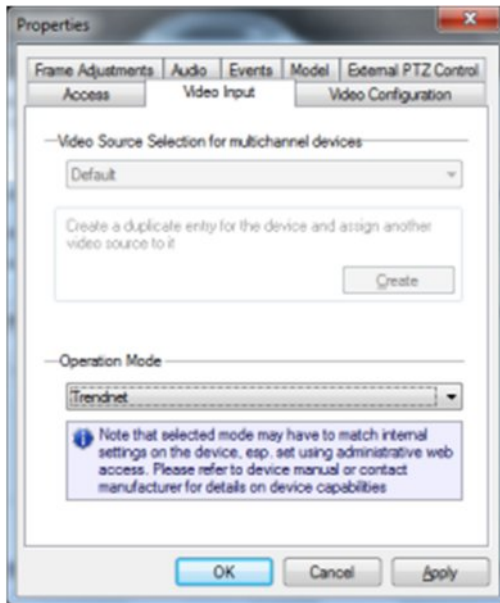 Properties
Frame Adjustments Audio Events Model External PTZ Control
Access Video Input Video Configuration
Video Source Selection for multichannel devices
Default
Create a duplicate entry for the device and assign another
video source to it
Create
Operation Mode
Trendnet
Note that selected mode may have to match internal
settings on the device, esp. set using administrative web
access. Please refer to device manual or contact
manufacturer for details on device capabilities
OK Cancel Apply